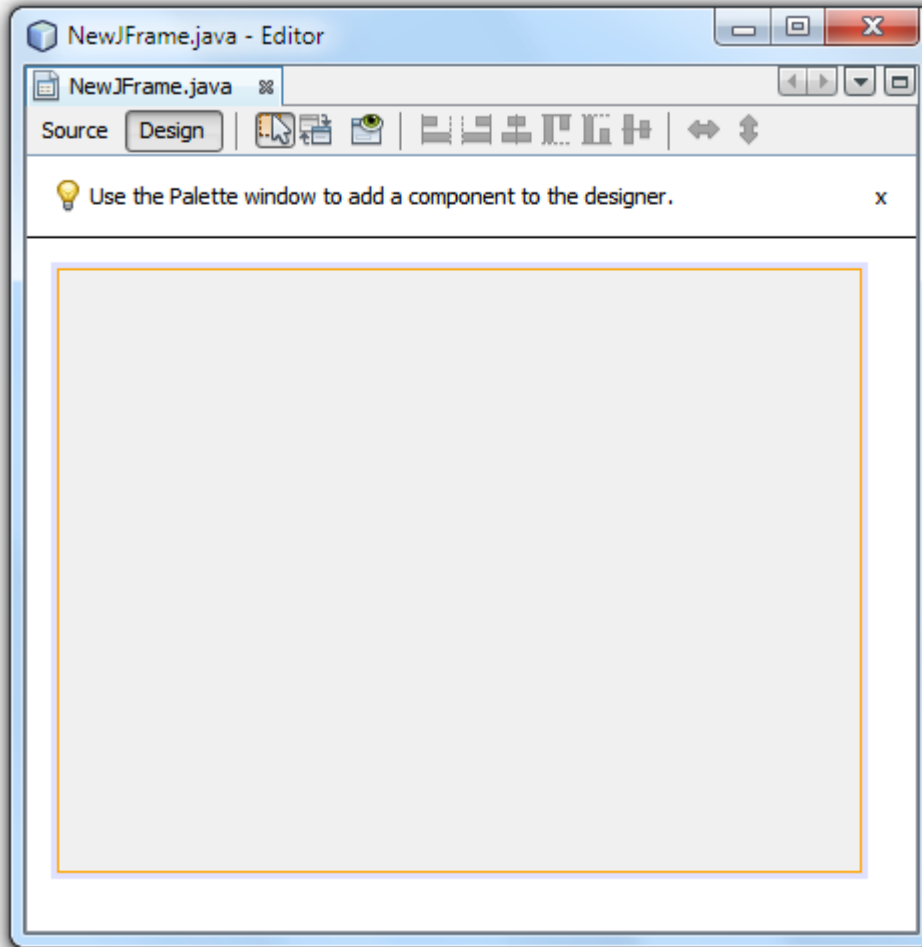 NewJFrame.java - Editor
NewJFrame.java
Source Design
Use the Palette window to add a component to the designer. x